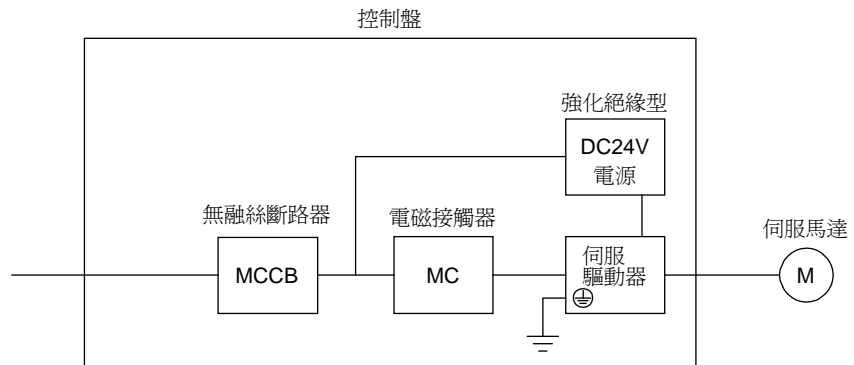 控制盤
強化絕緣型
DC24V
電源
無融絲斷路器
電磁接觸器
伺服馬達
MCCB
MC
伺服
驅動器
M